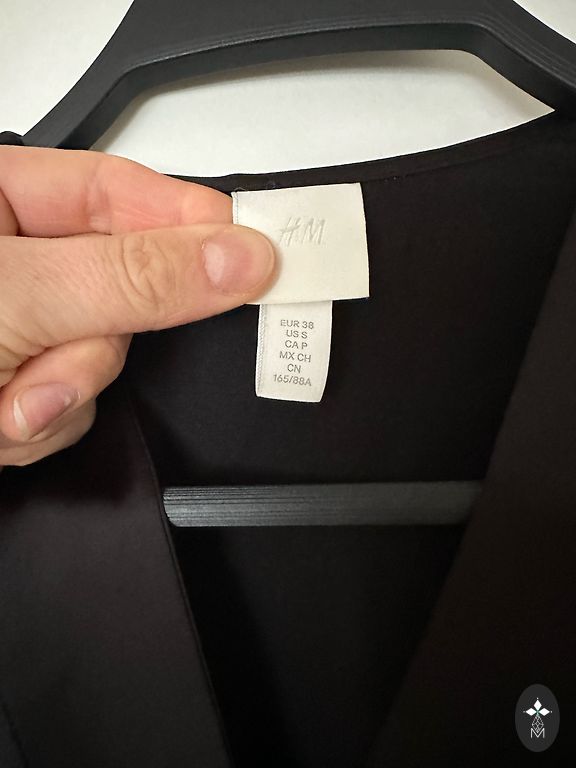 H&M
EUR 38
US S
CA P
MX CH
CN
165/88A
M